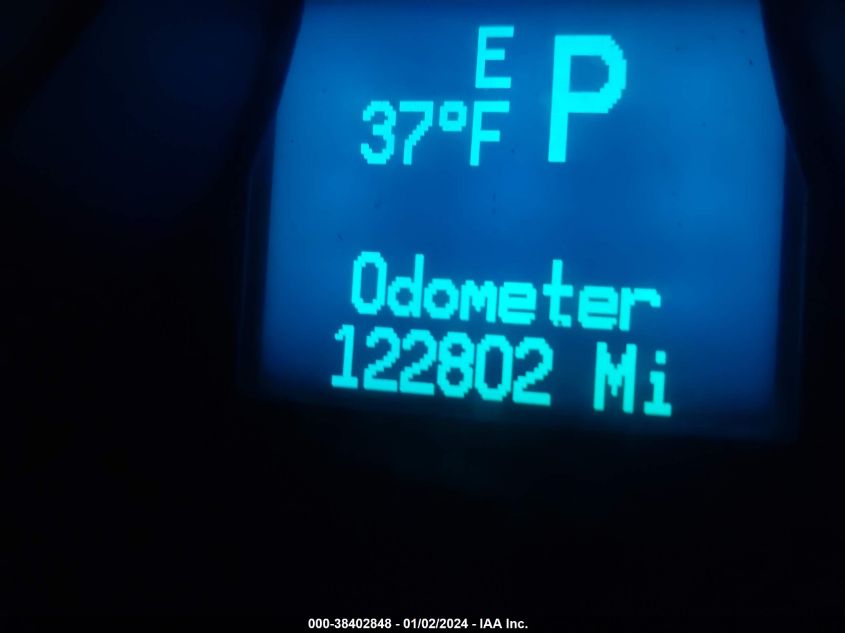 E P
37°F
Odometer
122802 Mi
000-38402848 - 01/02/2024 - IAA Inc.